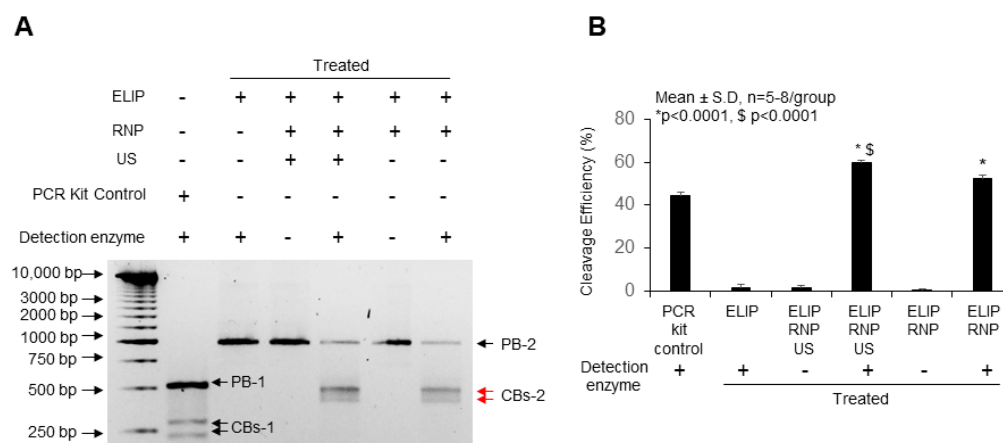 A
Treated
ELIP - + + + + +
RNP - - + + + +
US - - + + - -
PCR Kit Control +
Detection enzyme + + - + - +
10,000 bp
3000 bp
2000 bp
1000 bp
750 bp
500 bp
250 bp
PB-1
CBs-1
PB-2
CBs-2
B
Mean ± S.D, n=5-8/group
*p<0.0001, $ p<0.0001
Cleavage Efficiency (%)
80
60
40
20
0
* $
*
PCR kit control
ELIP
ELIP RNP US
ELIP RNP US
ELIP RNP
ELIP RNP
Detection enzyme + + - + - +
Treated